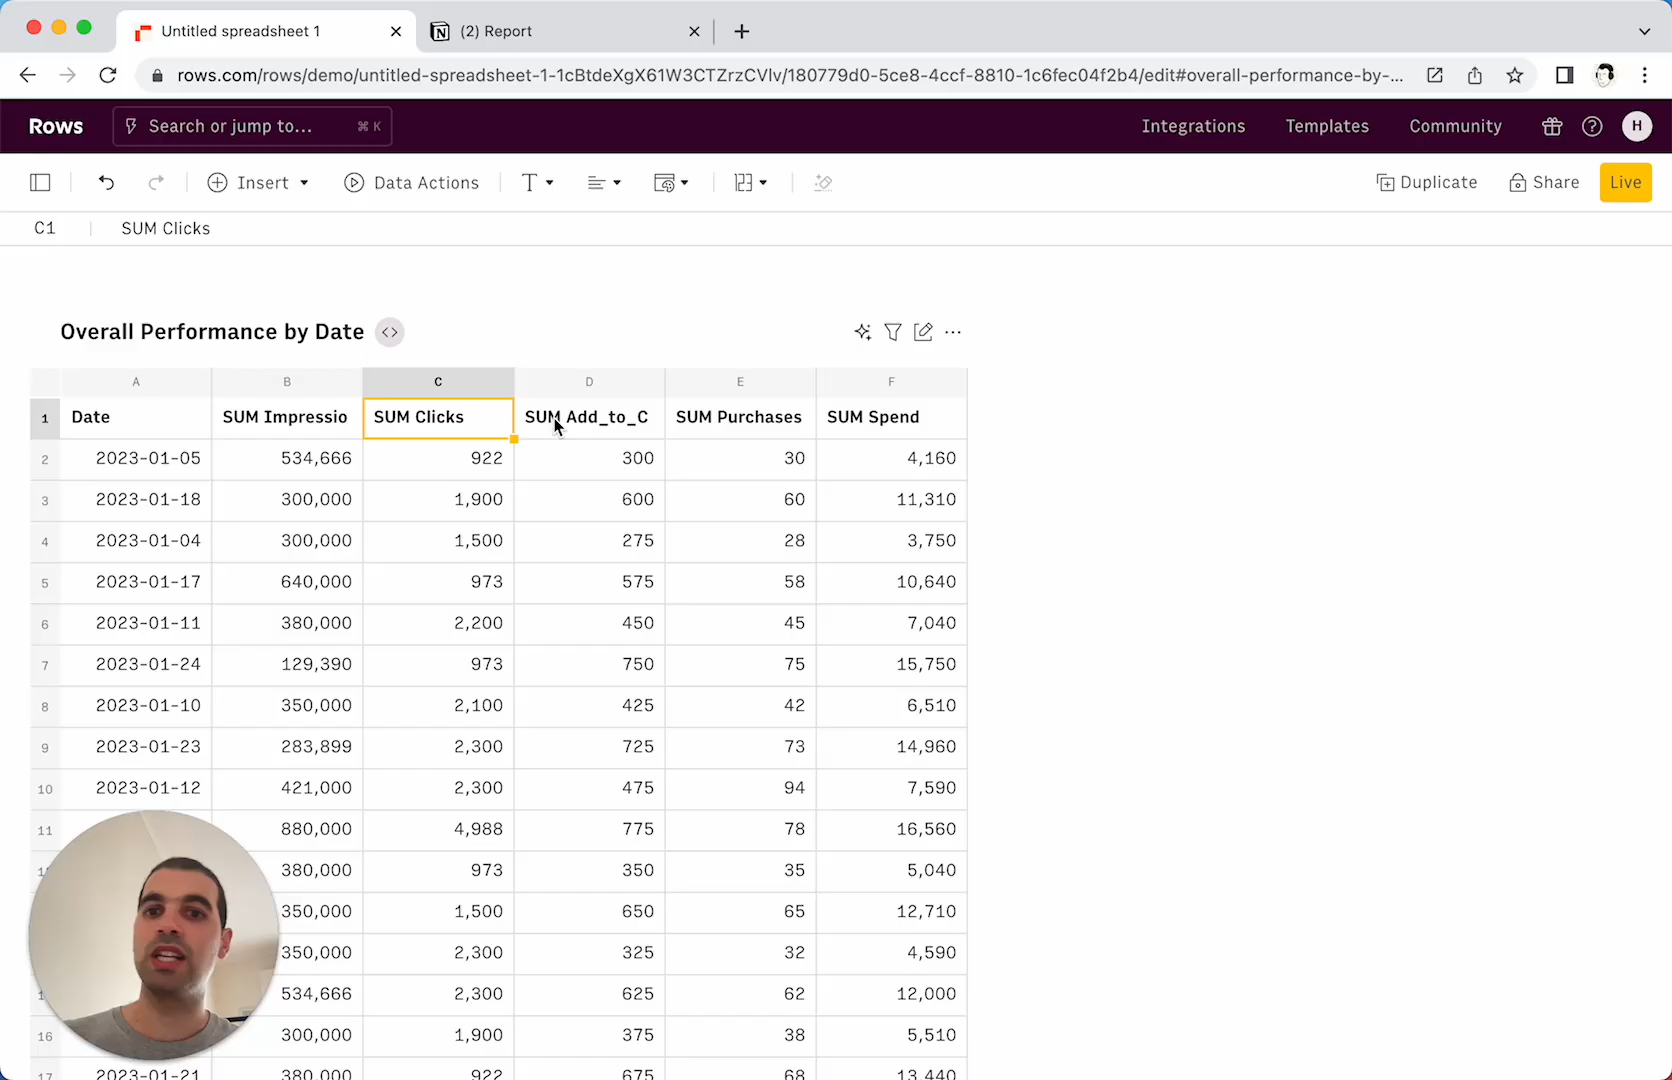 Untitled spreadsheet 1
(2) Report
rows.com/rows/demo/untitled-spreadsheet-1-1cBtdeXgX61W3CTZrzCVlv/180779d0-5ce8-4ccf-8810-1c6fec04f2b4/edit#overall-performance-by-...
Rows
Search or jump to... ⌘ K
Integrations Templates Community H
Insert Data Actions T Duplicate Share Live
C1 SUM Clicks
Overall Performance by Date <>
A B C D E F
1 Date SUM Impressio SUM Clicks SUM Add_to_C SUM Purchases SUM Spend
2 2023-01-05 534,666 922 300 30 4,160
3 2023-01-18 300,000 1,900 600 60 11,310
4 2023-01-04 300,000 1,500 275 28 3,750
5 2023-01-17 640,000 973 575 58 10,640
6 2023-01-11 380,000 2,200 450 45 7,040
7 2023-01-24 129,390 973 750 75 15,750
8 2023-01-10 350,000 2,100 425 42 6,510
9 2023-01-23 283,899 2,300 725 73 14,960
10 2023-01-12 421,000 2,300 475 94 7,590
11 880,000 4,988 775 78 16,560
380,000 973 350 35 5,040
350,000 1,500 650 65 12,710
350,000 2,300 325 32 4,590
534,666 2,300 625 62 12,000
16 300,000 1,900 375 38 5,510
17 2023-01-21 380,000 922 675 68 13,440